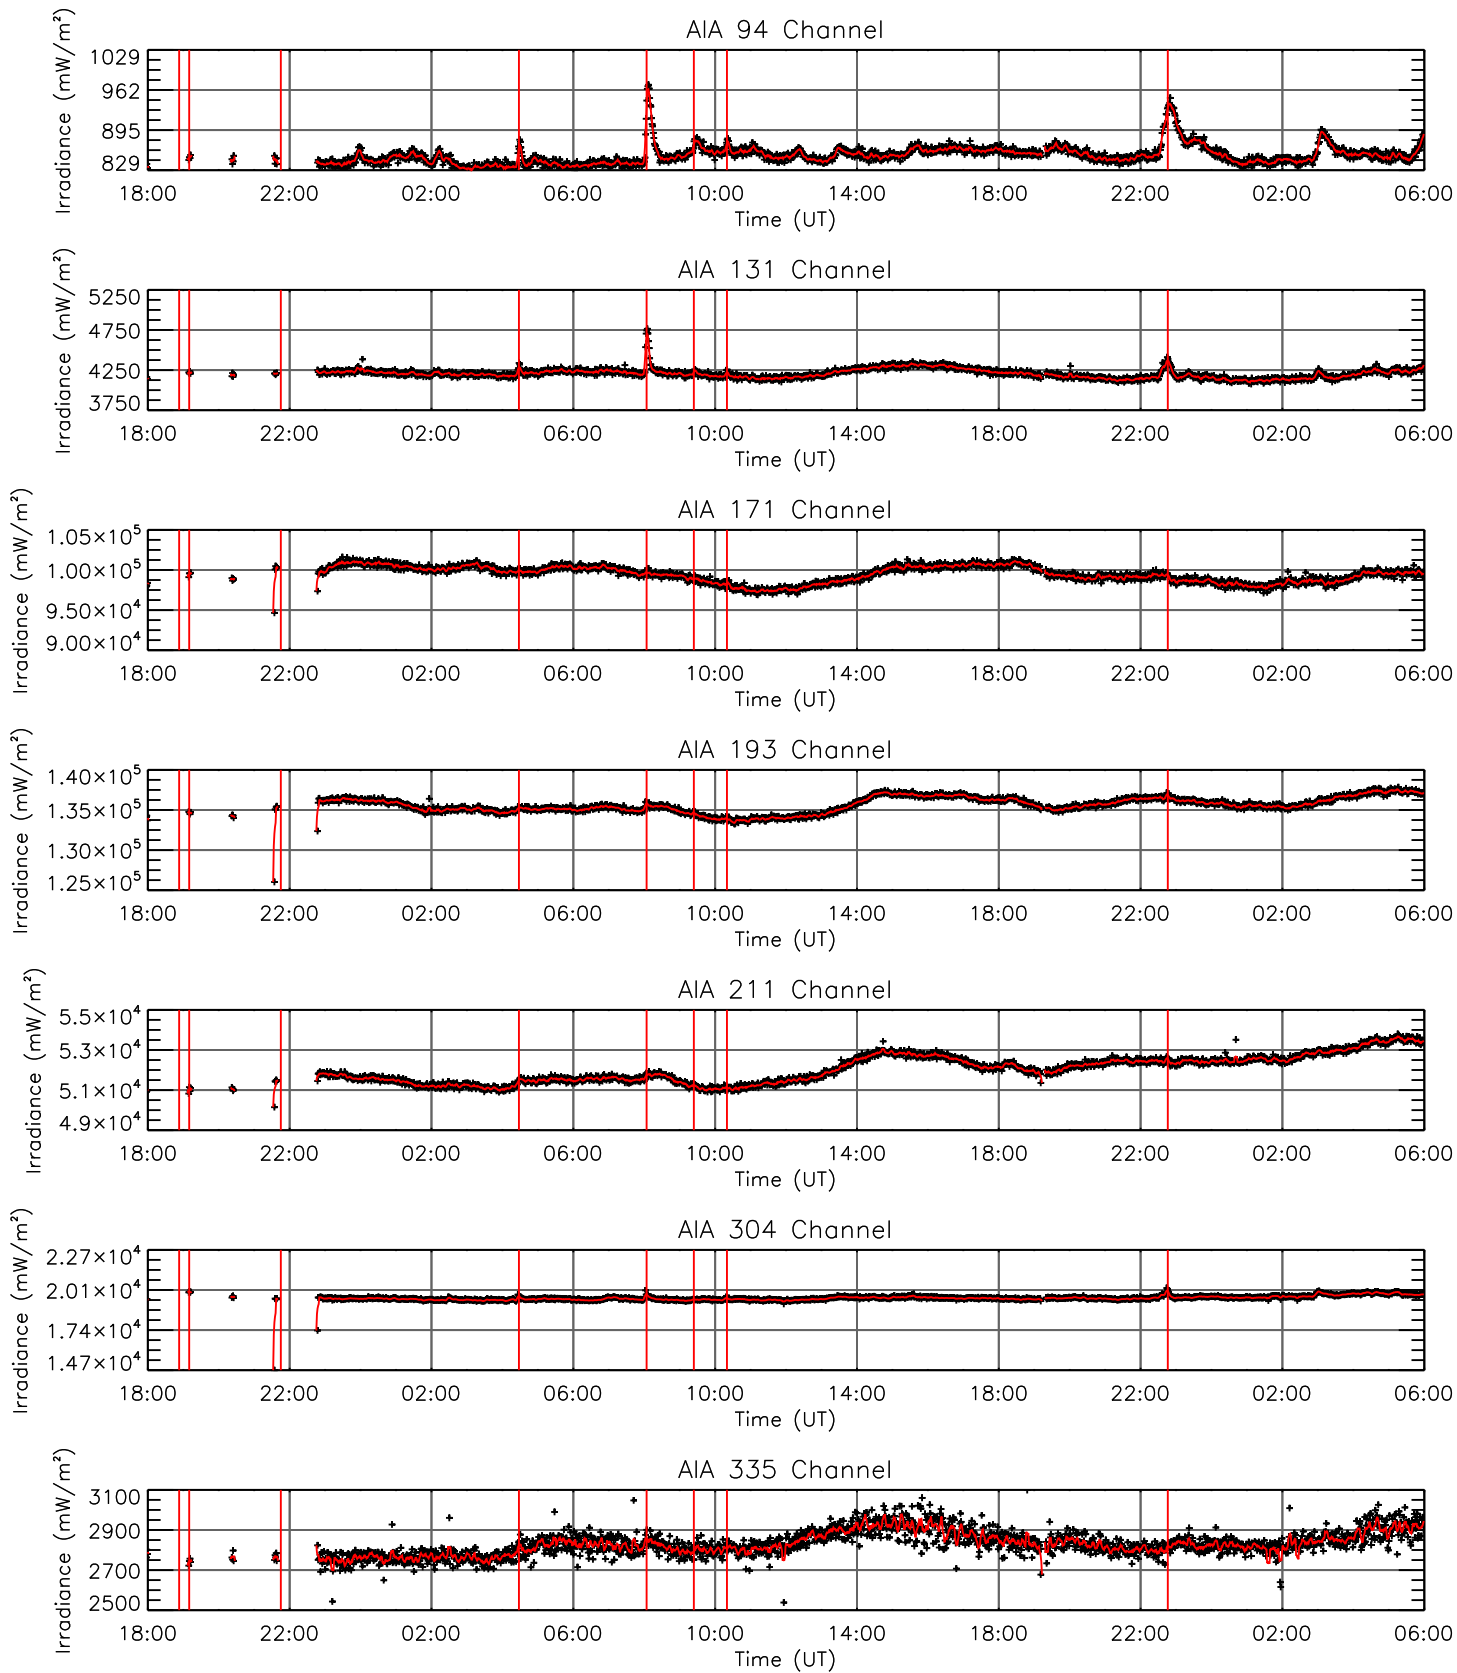 AIA 94 Channel
Irradiance (mW/m²)
1029
962
895
829
18:00 22:00 02:00 06:00 10:00 14:00 18:00 22:00 02:00 06:00
Time (UT)
AIA 131 Channel
Irradiance (mW/m²)
5250
4750
4250
3750
18:00 22:00 02:00 06:00 10:00 14:00 18:00 22:00 02:00 06:00
Time (UT)
AIA 171 Channel
Irradiance (mW/m²)
1.05×10⁵
1.00×10⁵
9.50×10⁴
9.00×10⁴
18:00 22:00 02:00 06:00 10:00 14:00 18:00 22:00 02:00 06:00
Time (UT)
AIA 193 Channel
Irradiance (mW/m²)
1.40×10⁵
1.35×10⁵
1.30×10⁵
1.25×10⁵
18:00 22:00 02:00 06:00 10:00 14:00 18:00 22:00 02:00 06:00
Time (UT)
AIA 211 Channel
Irradiance (mW/m²)
5.5×10⁴
5.3×10⁴
5.1×10⁴
4.9×10⁴
18:00 22:00 02:00 06:00 10:00 14:00 18:00 22:00 02:00 06:00
Time (UT)
AIA 304 Channel
Irradiance (mW/m²)
2.27×10⁴
2.01×10⁴
1.74×10⁴
1.47×10⁴
18:00 22:00 02:00 06:00 10:00 14:00 18:00 22:00 02:00 06:00
Time (UT)
AIA 335 Channel
Irradiance (mW/m²)
3100
2900
2700
2500
18:00 22:00 02:00 06:00 10:00 14:00 18:00 22:00 02:00 06:00
Time (UT)